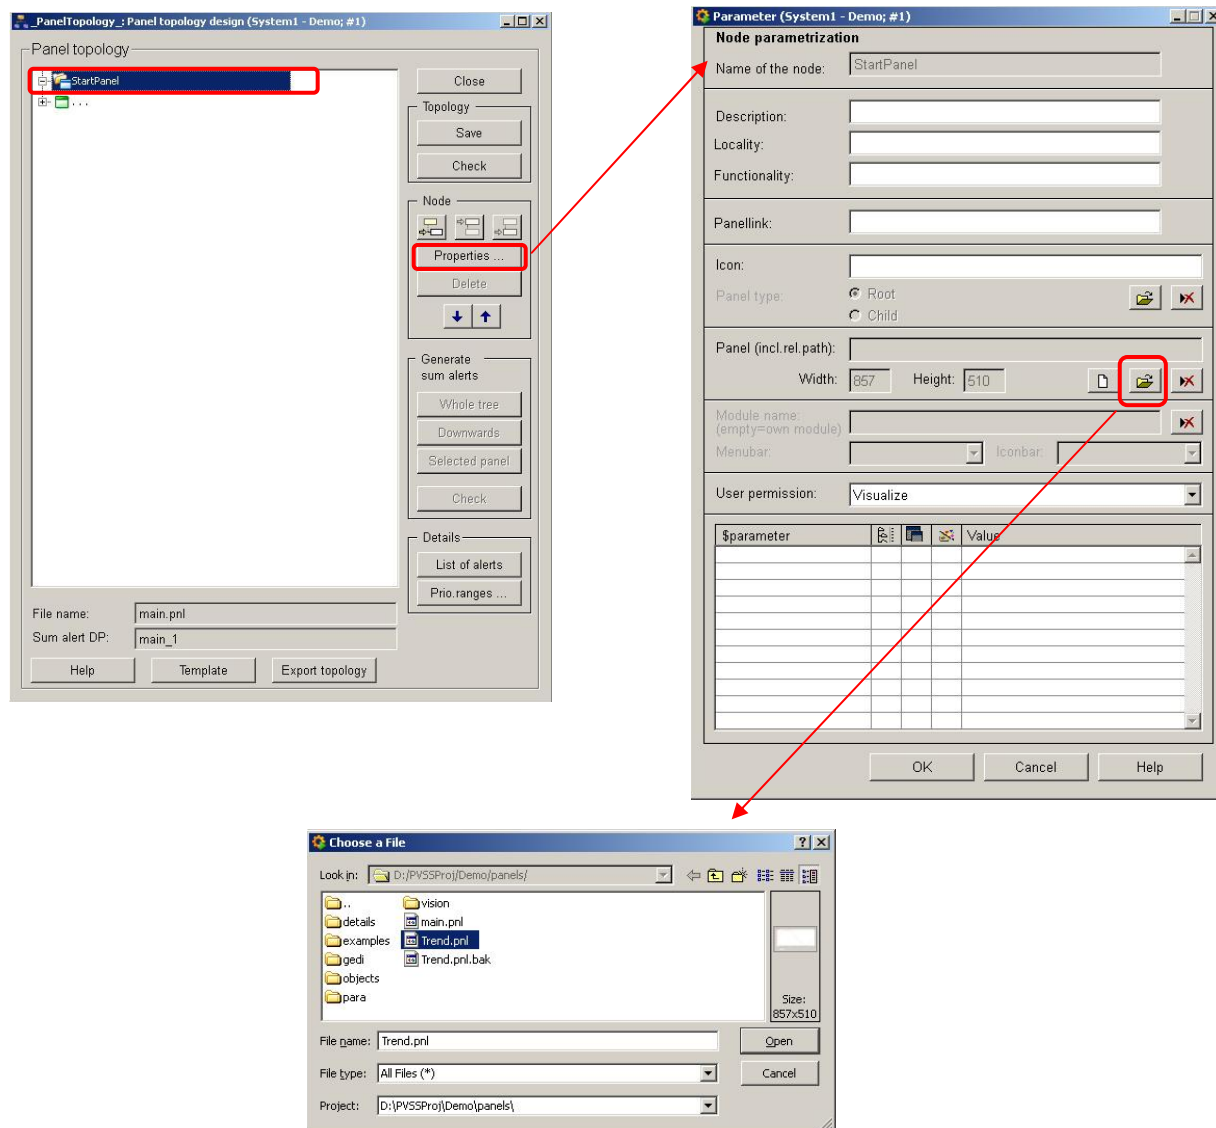 _PanelTopology_: Panel topology design (System1 - Demo; #1)
Panel topology
StartPanel
...
Close
Topology
Save
Check
Node
Properties ...
Delete
Generate
sum alerts
Whole tree
Downwards
Selected panel
Check
Details
List of alerts
Prio.ranges ...
File name: main.pnl
Sum alert DP: main_1
Help Template Export topology
Parameter (System1 - Demo; #1)
Node parametrization
Name of the node: StartPanel
Description:
Locality:
Functionality:
Panellink:
Icon:
Panel type: Root
Child
Panel (incl.rel.path):
Width: 857 Height: 510
Module name:
(empty=own module)
Menubar: Iconbar:
User permission: Visualize
$parameter Value
OK Cancel Help
Choose a File
Look in: D:/PVSSProj/Demo/panels/
.. vision
details main.pnl
examples Trend.pnl
gedi Trend.pnl.bak
objects
para
Size:
857x510
File name: Trend.pnl Open
File type: All Files (*) Cancel
Project: D:\PVSSProj\Demo\panels\